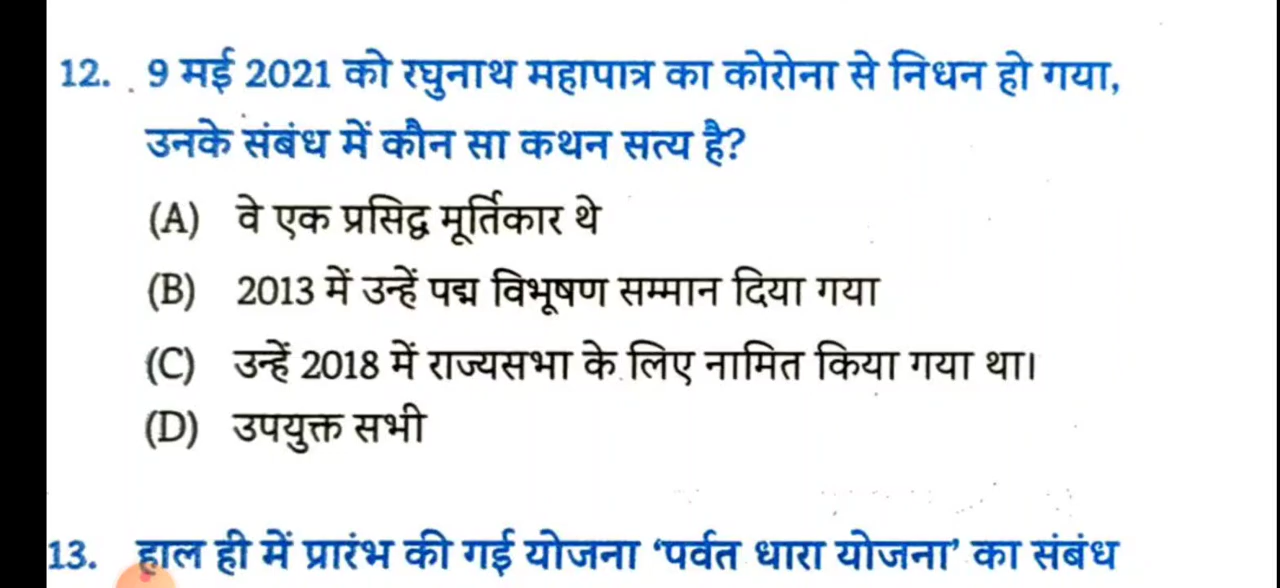 12. 9 मई 2021 को रघुनाथ महापात्र का कोरोना से निधन हो गया,
उनके संबंध में कौन सा कथन सत्य है?
(A) वे एक प्रसिद्ध मूर्तिकार थे
(B) 2013 में उन्हें पद्म विभूषण सम्मान दिया गया
(C) उन्हें 2018 में राज्यसभा के लिए नामित किया गया था।
(D) उपयुक्त सभी
13. हाल ही में प्रारंभ की गई योजना ‘पर्वत धारा योजना’ का संबंध